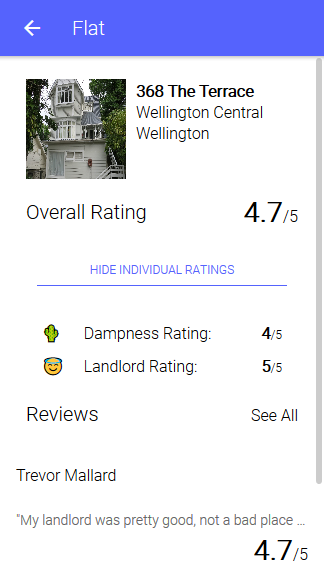 Flat
368 The Terrace
Wellington Central
Wellington
Overall Rating 4.7/5
HIDE INDIVIDUAL RATINGS
Dampness Rating: 4/5
Landlord Rating: 5/5
Reviews See All
Trevor Mallard
"My landlord was pretty good, not a bad place ...
4.7/5